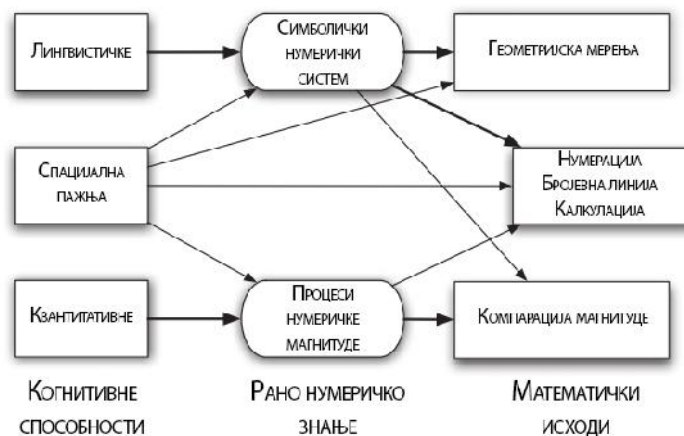 Лингвистичке
Симболички
нумерички
систем
Геометријска мерења
Спацијална
пажња
Нумерација
Бројевна линија
Калкулација
Квантитативне
Процеси
нумеричке
магнитуде
Компарација магнитуде
Когнитивне
способности
Рано нумеричко
знање
Математички
исходи